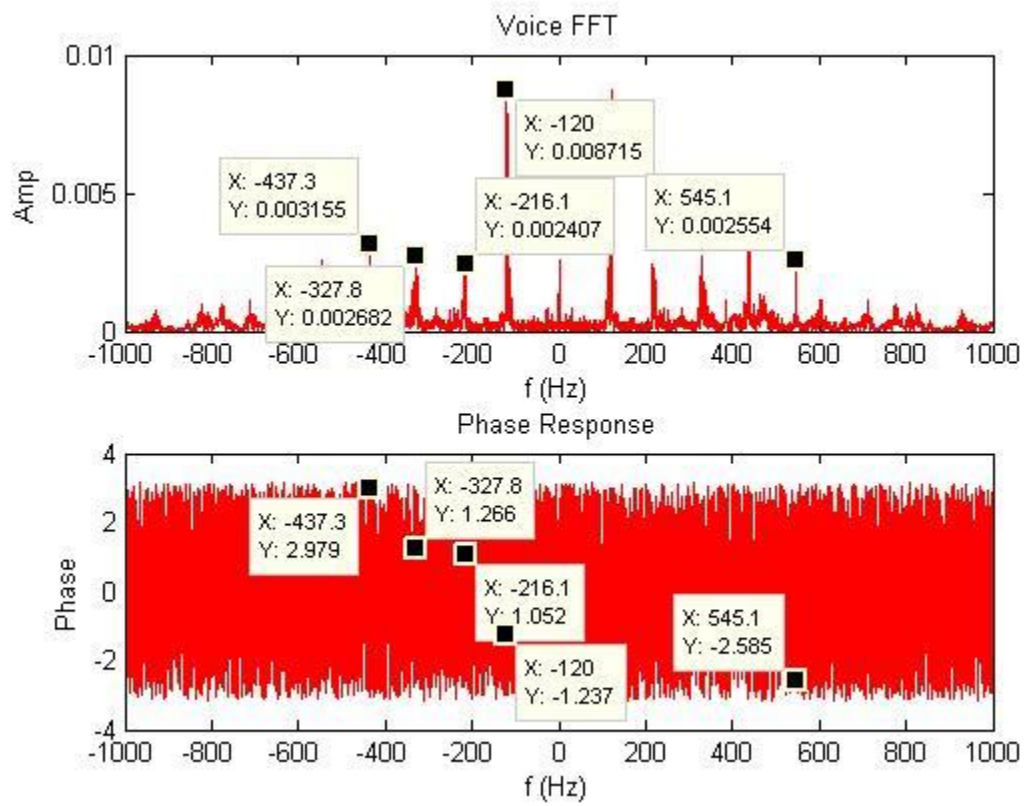 Voice FFT
0.01
0.005
0
Amp
X: -120
Y: 0.008715
X: -437.3
Y: 0.003155
X: -216.1
Y: 0.002407
X: 545.1
Y: 0.002554
X: -327.8
Y: 0.002682
-1000 -800 -600 -400 -200 0 200 400 600 800 1000
f (Hz)
Phase Response
4
2
0
-2
-4
Phase
X: -327.8
Y: 1.266
X: -437.3
Y: 2.979
X: -216.1
Y: 1.052
X: 545.1
Y: -2.585
X: -120
Y: -1.237
-1000 -800 -600 -400 -200 0 200 400 600 800 1000
f (Hz)